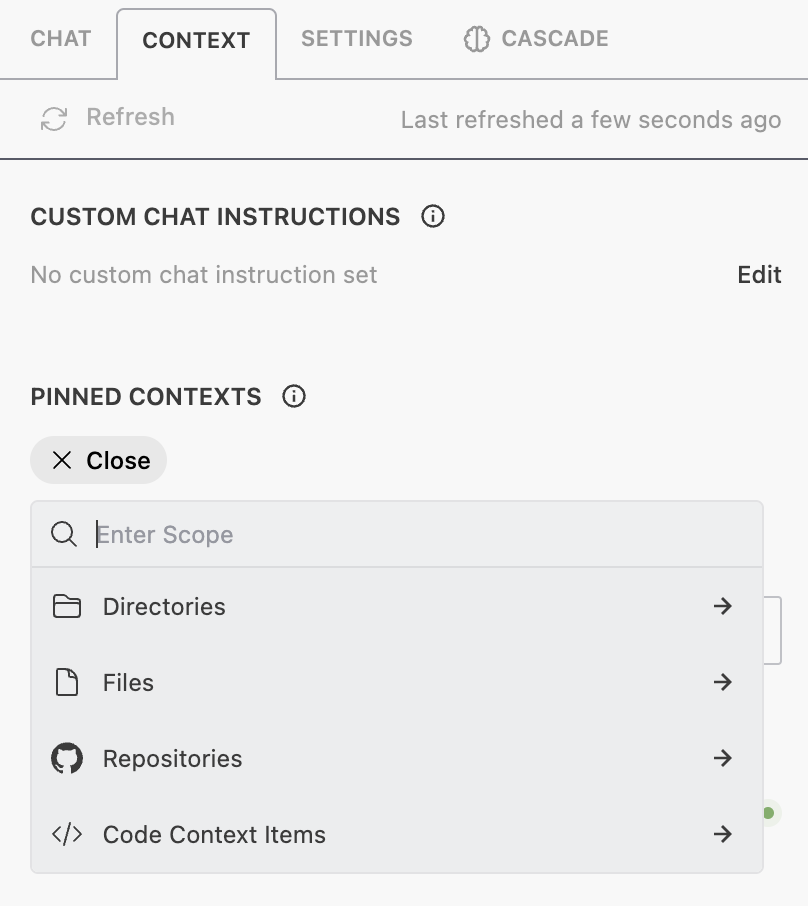 CHAT CONTEXT SETTINGS CASCADE
Refresh Last refreshed a few seconds ago
CUSTOM CHAT INSTRUCTIONS
No custom chat instruction set Edit
PINNED CONTEXTS
Close
Enter Scope
Directories
Files
Repositories
Code Context Items